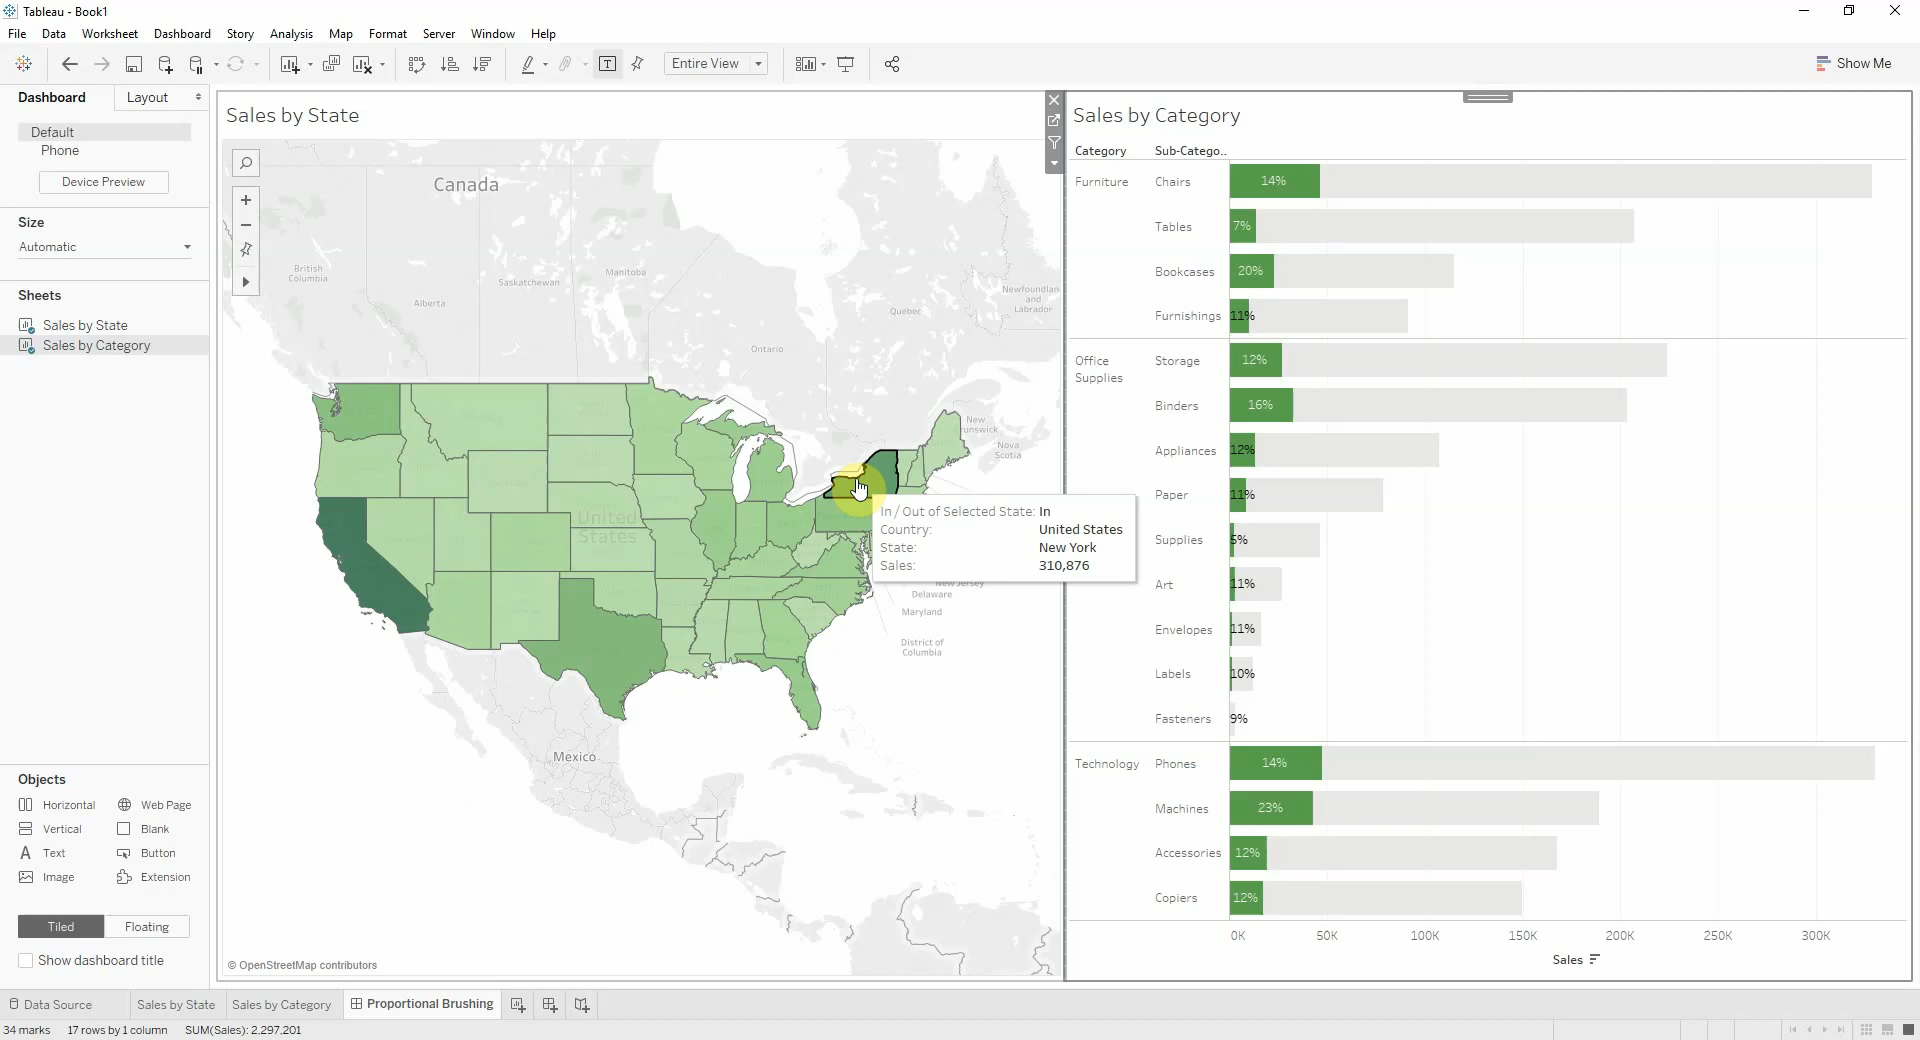 Tableau - Book1
File Data Worksheet Dashboard Story Analysis Map Format Server Window Help
Entire View
Show Me
Dashboard Layout
Default
Phone
Device Preview
Size
Automatic
Sheets
Sales by State
Sales by Category
Objects
Horizontal Web Page
Vertical Blank
Text Button
Image Extension
Tiled Floating
Show dashboard title
Sales by State
Canada
British
Columbia
Alberta
Saskatchewan
Manitoba
Ontario
Quebec
Newfoundlan
and
Labrador
New
runswick
Nova
Scotia
United
States
New Jersey
Delaware
Maryland
District of
Columbia
Mexico
In / Out of Selected State: In
Country: United States
State: New York
Sales: 310,876
© OpenStreetMap contributors
Sales by Category
Category Sub-Catego..
Furniture Chairs 14%
Tables 7%
Bookcases 20%
Furnishings 11%
Office
Supplies
Storage 12%
Binders 16%
Appliances 12%
Paper 11%
Supplies 5%
Art 11%
Envelopes 11%
Labels 10%
Fasteners 9%
Technology Phones 14%
Machines 23%
Accessories 12%
Copiers 12%
0K 50K 100K 150K 200K 250K 300K
Sales
Data Source Sales by State Sales by Category Proportional Brushing
34 marks 17 rows by 1 column SUM(Sales): 2,297,201